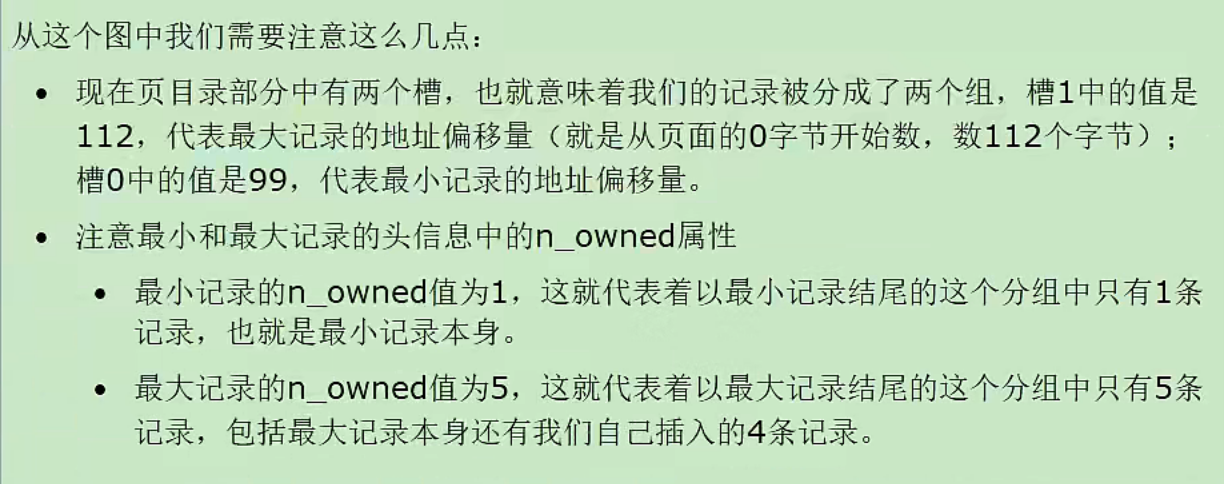 从这个图中我们需要注意这么几点：
• 现在页目录部分中有两个槽，也就意味着我们的记录被分成了两个组，槽1中的值是
112，代表最大记录的地址偏移量（就是从页面的0字节开始数，数112个字节）；
槽0中的值是99，代表最小记录的地址偏移量。
• 注意最小和最大记录的头信息中的n_owned属性
• 最小记录的n_owned值为1，这就代表着以最小记录结尾的这个分组中只有1条
记录，也就是最小记录本身。
• 最大记录的n_owned值为5，这就代表着以最大记录结尾的这个分组中只有5条
记录，包括最大记录本身还有我们自己插入的4条记录。